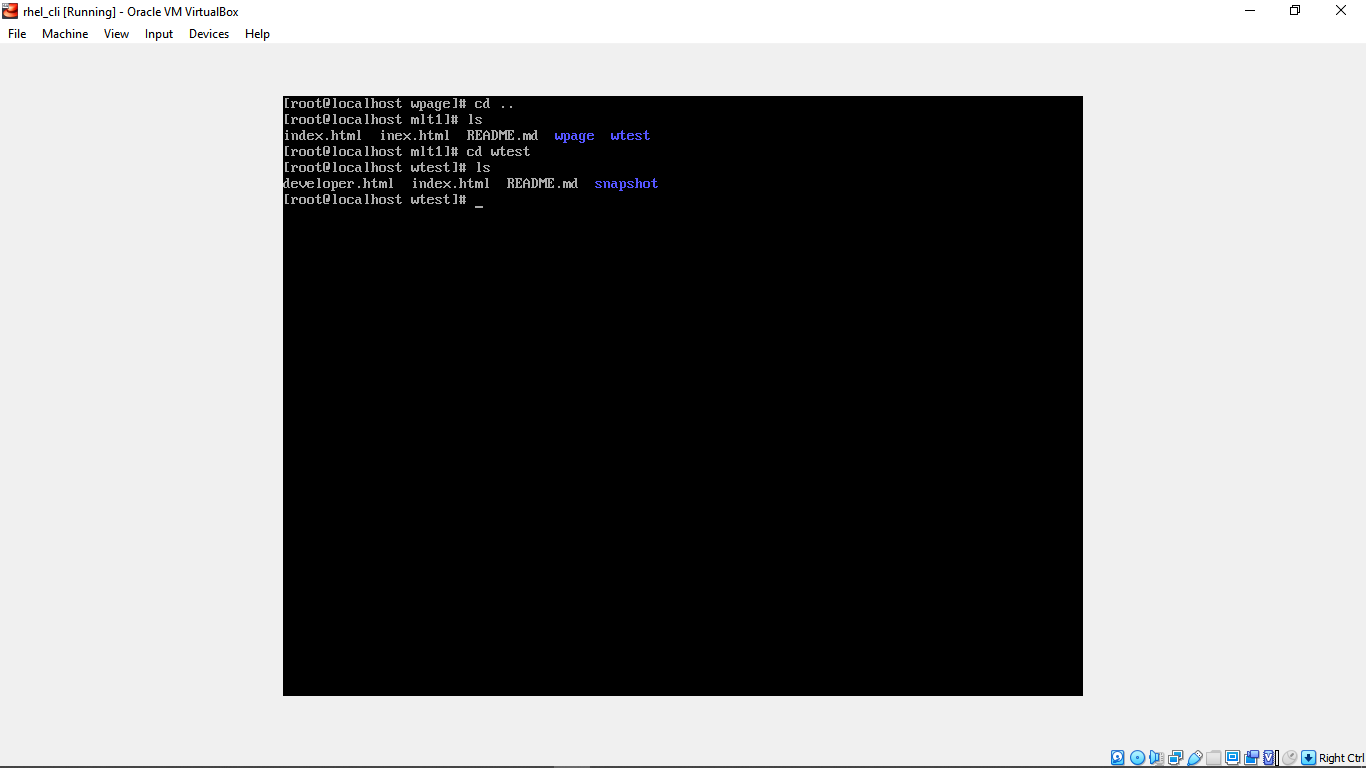 rhel_cli [Running] - Oracle VM VirtualBox
File Machine View Input Devices Help
[root@localhost wpage]# cd ..
[root@localhost mlt1]# ls
index.html inex.html README.md wpage wtest
[root@localhost mlt1]# cd wtest
[root@localhost wtest]# ls
developer.html index.html README.md snapshot
[root@localhost wtest]# _
Right Ctrl